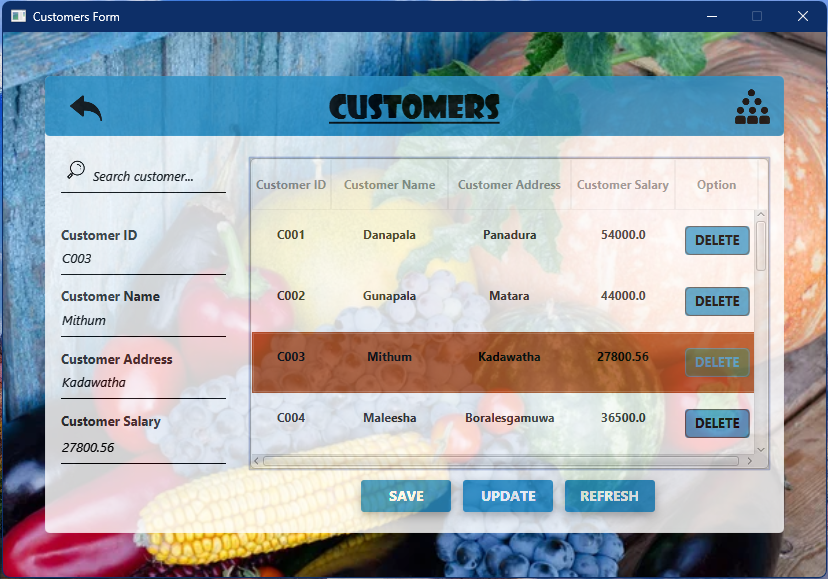 Customers Form
CUSTOMERS
Search customer...
Customer ID
C003
Customer Name
Mithum
Customer Address
Kadawatha
Customer Salary
27800.56
Customer ID Customer Name Customer Address Customer Salary Option
C001 Danapala Panadura 54000.0 DELETE
C002 Gunapala Matara 44000.0 DELETE
C003 Mithum Kadawatha 27800.56 DELETE
C004 Maleesha Boralesgamuwa 36500.0 DELETE
SAVE UPDATE REFRESH